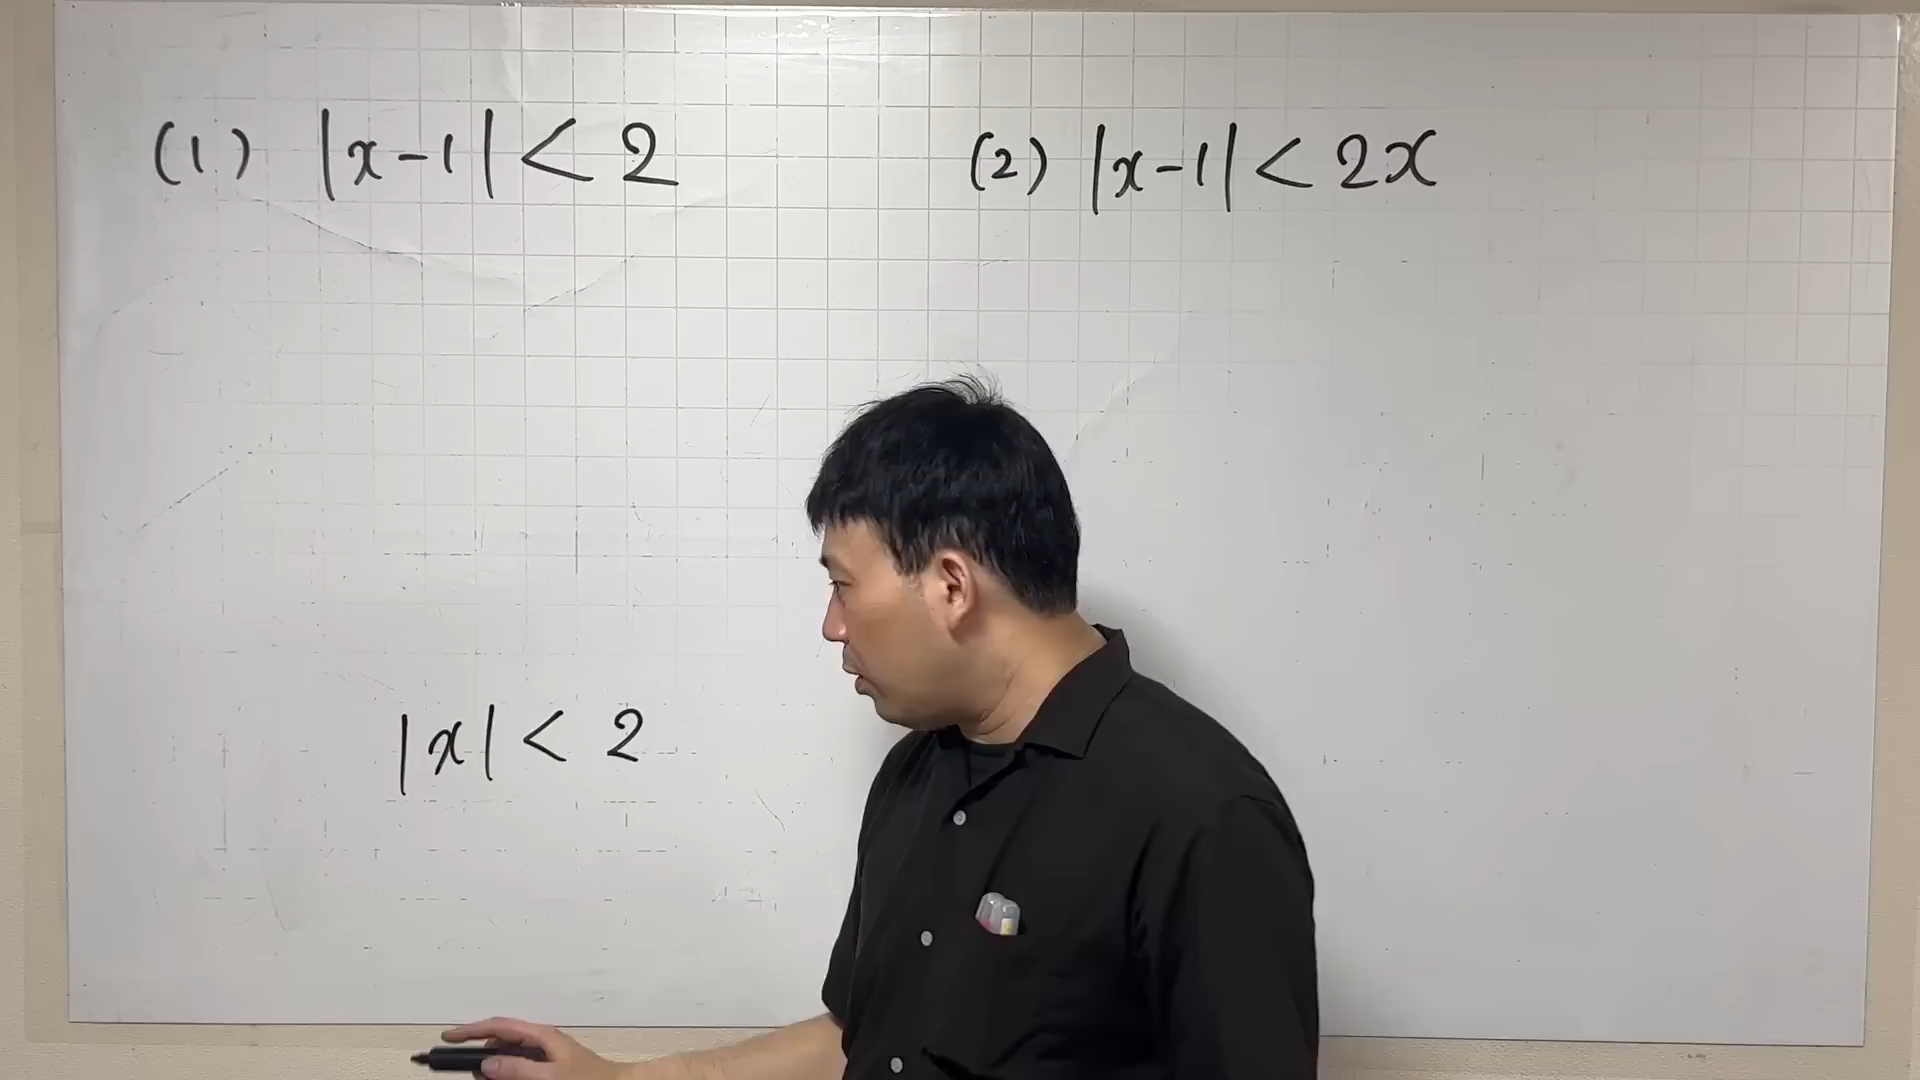 (1) |x-1| < 2
(2) |x-1| < 2x
|x| < 2